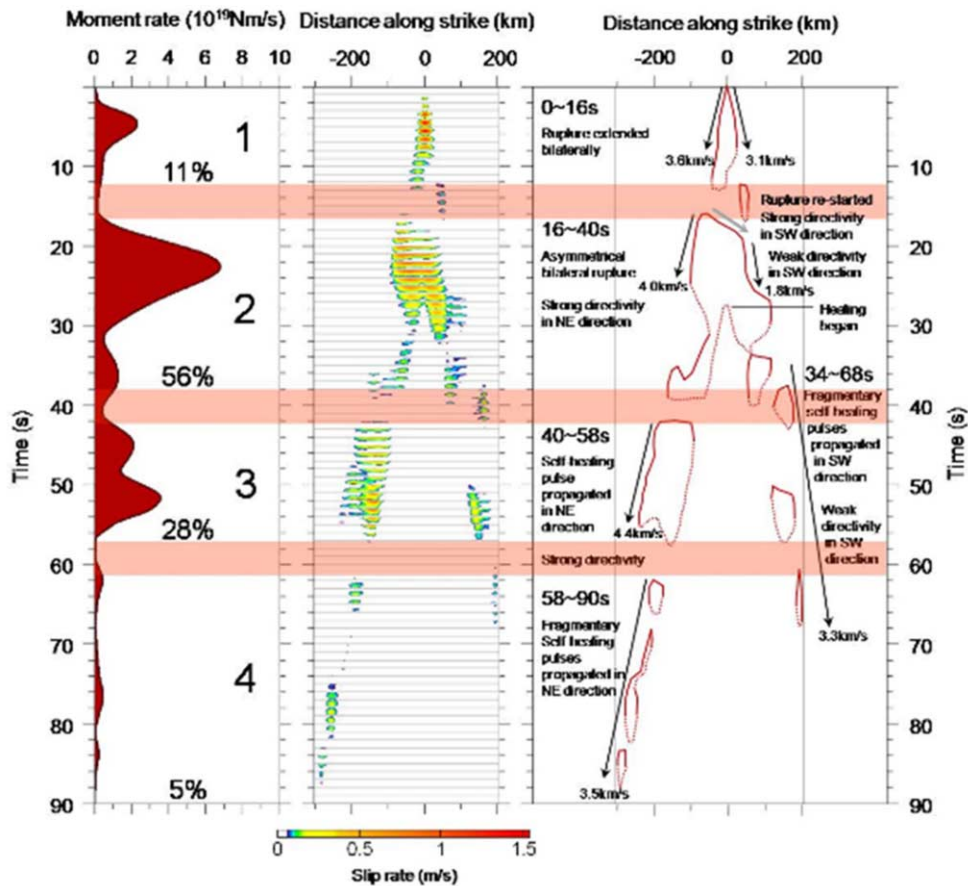 Moment rate (10¹⁹Nm/s)
0 2 4 6 8 10
Distance along strike (km)
-200 0 200
Distance along strike (km)
-200 0 200
Time (s)
10
20
30
40
50
60
70
80
90
1
11%
2
56%
3
28%
4
5%
0~16s
Rupture extended
bilaterally
3.6km/s
3.1km/s
Rupture re-started
Strong directivity
in SW direction
16~40s
Asymmetrical
bilateral rupture
Strong directivity
in NE direction
4.0km/s
Weak directivity
in SW direction
1.8km/s
Healing
began
34~68s
Fragmentary
self healing
pulses
propagated
in SW
direction
Weak
directivity
in SW
direction
3.3km/s
40~58s
Self-healing
pulse
propagated
in NE
direction
4.4km/s
Strong directivity
58~90s
Fragmentary
Self healing
pulses
propagated in
NE direction
3.5km/s
10
20
30
40
50
60
70
80
90
Time (s)
0 0.5 1 1.5
Slip rate (m/s)